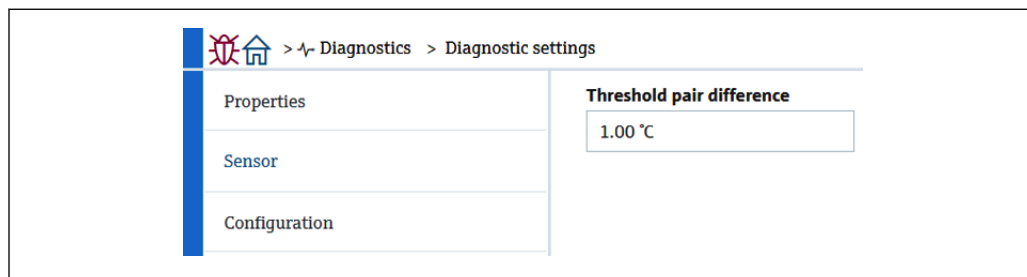 > Diagnostics > Diagnostic settings
Properties
Sensor
Configuration
Threshold pair difference
1.00 °C